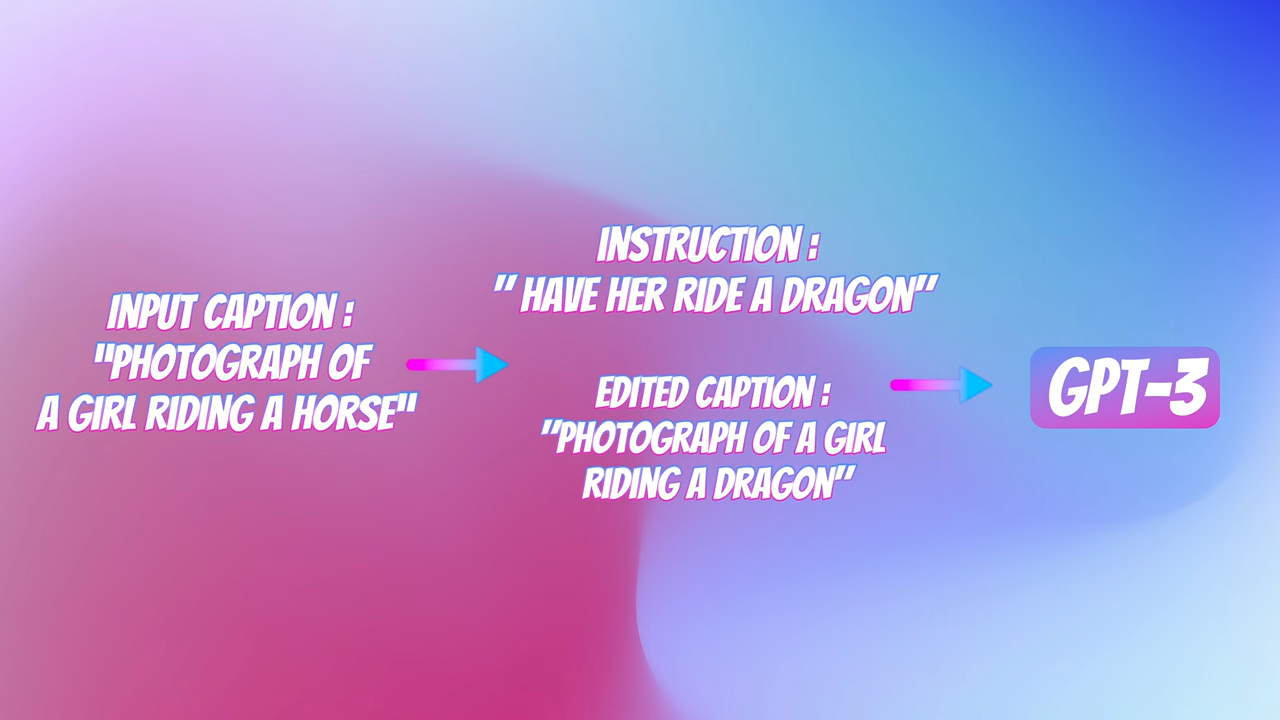 INPUT CAPTION :
"PHOTOGRAPH OF
A GIRL RIDING A HORSE"
INSTRUCTION :
" HAVE HER RIDE A DRAGON"
EDITED CAPTION :
"PHOTOGRAPH OF A GIRL
RIDING A DRAGON"
GPT-3